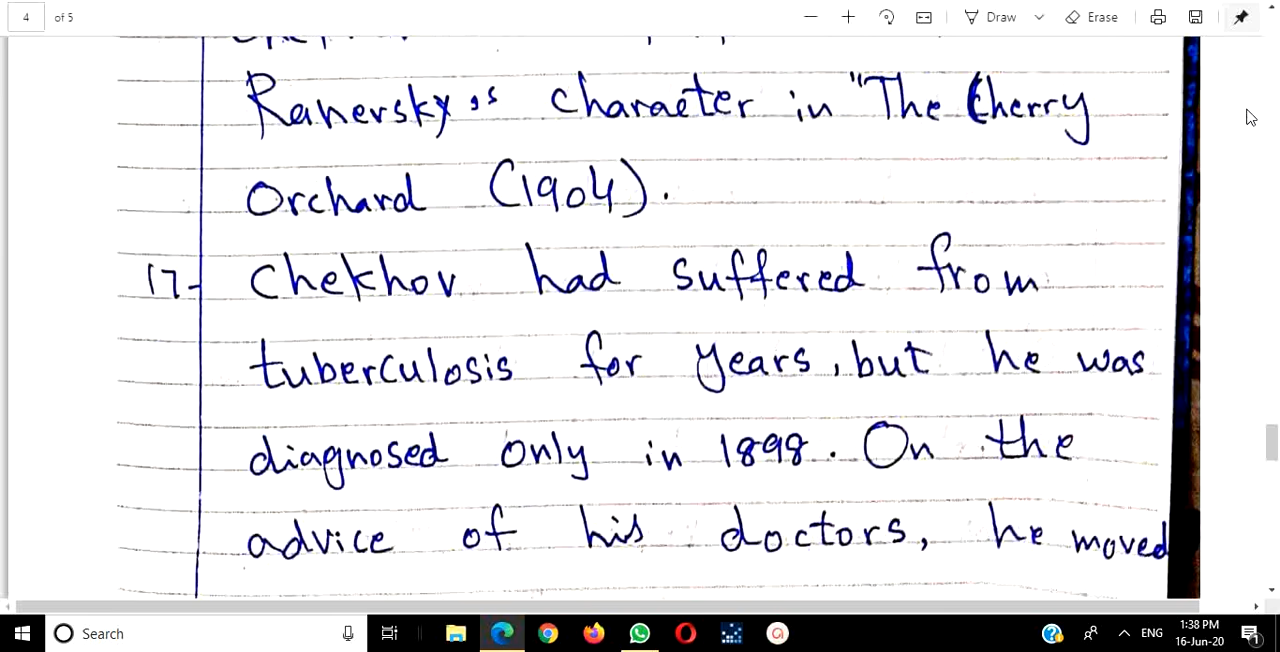 4 of 5 Draw Erase
Ranersky's character in "The Cherry
Orchard (1904).
17- Chekhov had suffered from
tuberculosis for years, but he was
diagnosed only in 1898. On the
advice of his doctors, he moved
Search ENG 1:38 PM
16-Jun-20 1